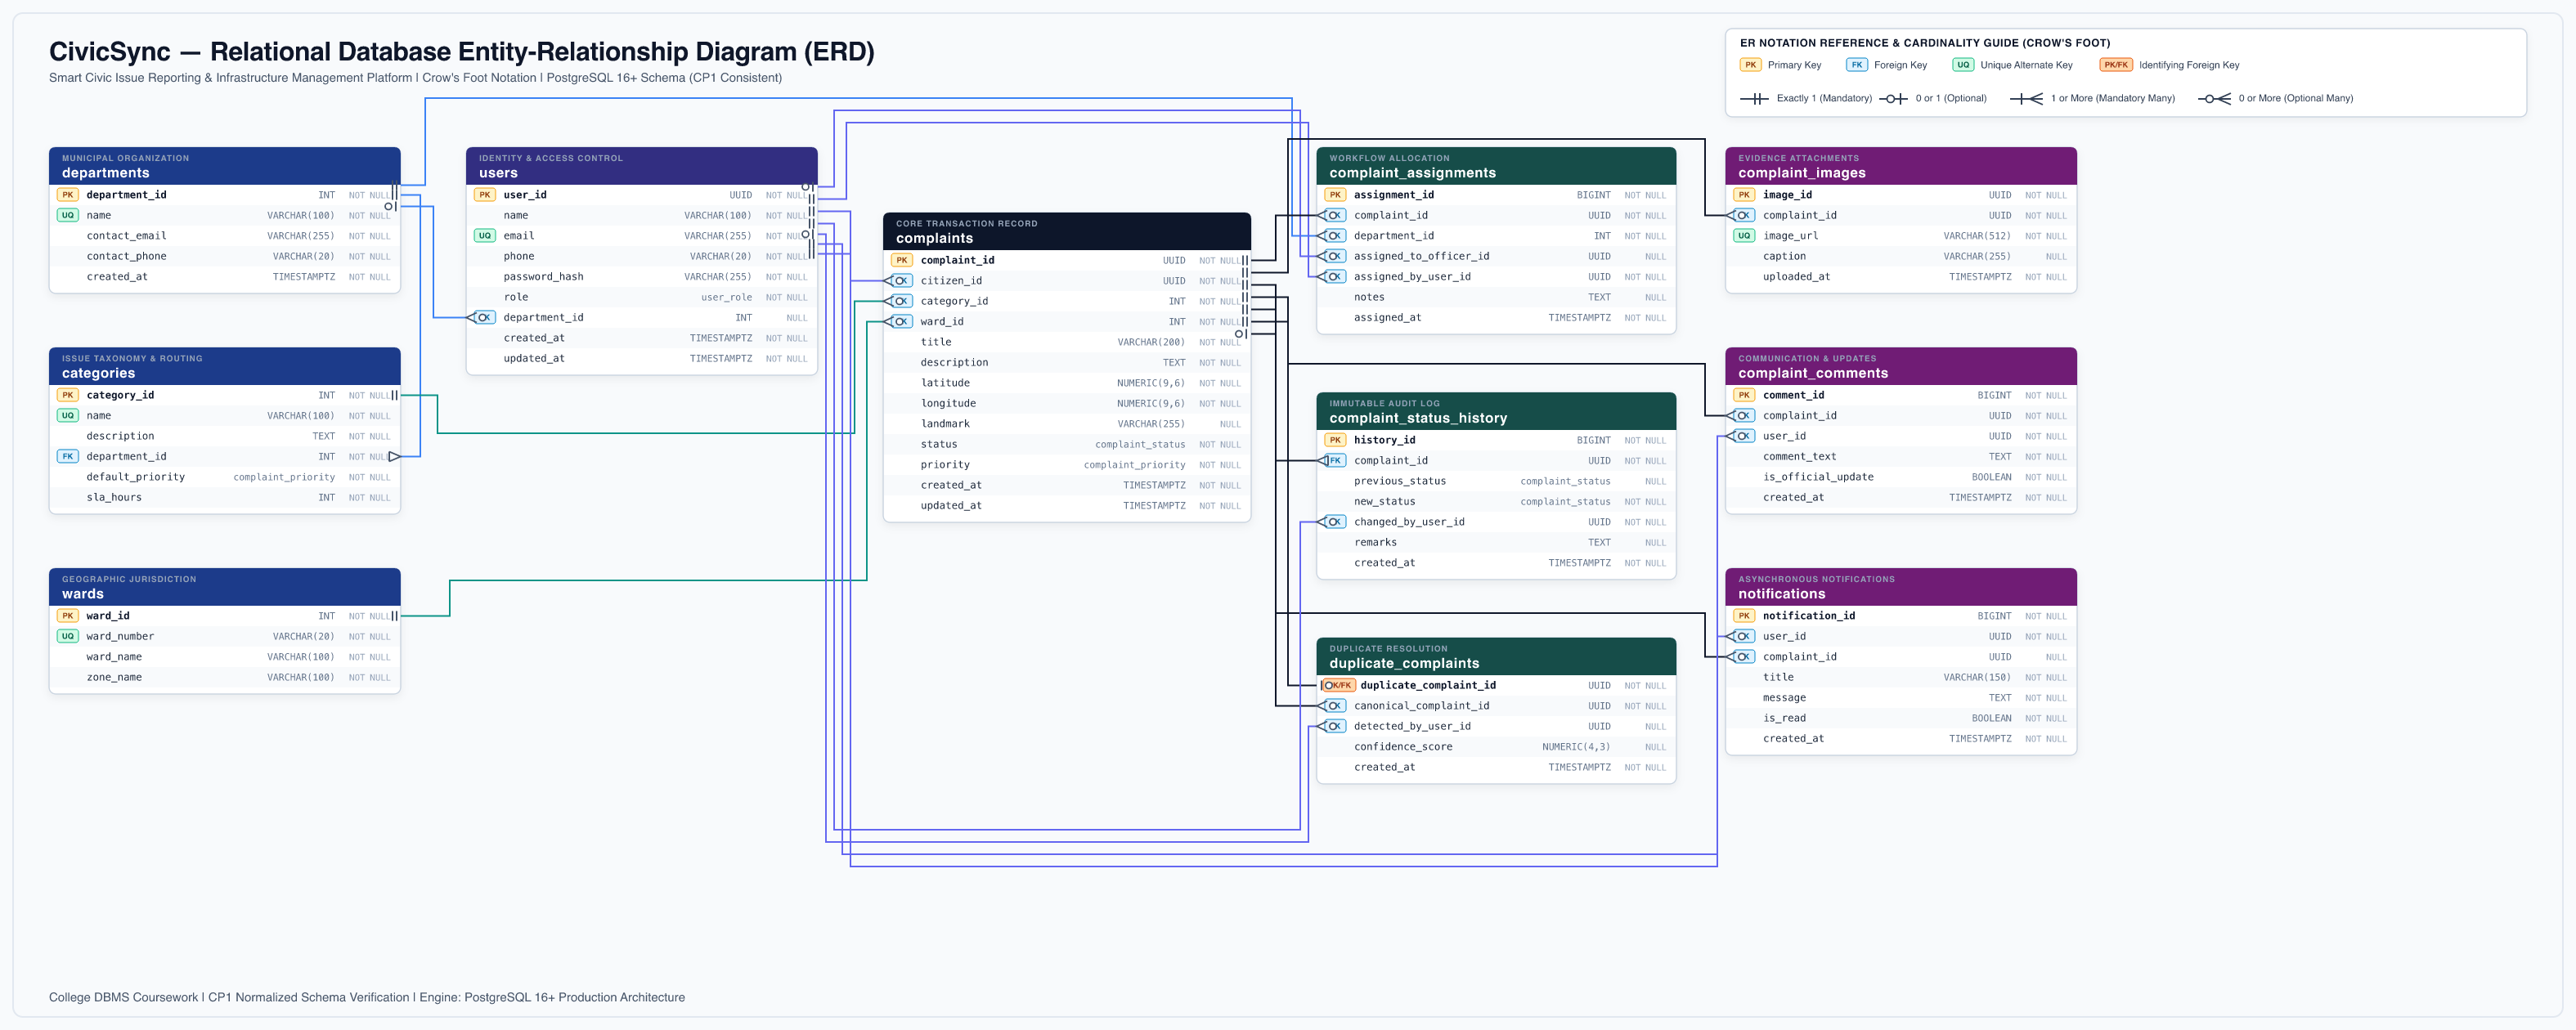 CivicSync — Relational Database Entity-Relationship Diagram (ERD)
Smart Civic Issue Reporting & Infrastructure Management Platform | Crow's Foot Notation | PostgreSQL 16+ Schema (CP1 Consistent)
ER NOTATION REFERENCE & CARDINALITY GUIDE (CROW'S FOOT)
PK Primary Key FK Foreign Key UQ Unique Alternate Key PK/FK Identifying Foreign Key
Exactly 1 (Mandatory) 0 or 1 (Optional) 1 or More (Mandatory Many) 0 or More (Optional Many)
MUNICIPAL ORGANIZATION
departments
PK department_id INT NOT NULL
UQ name VARCHAR(100) NOT NULL
contact_email VARCHAR(255) NOT NULL
contact_phone VARCHAR(20) NOT NULL
created_at TIMESTAMPTZ NOT NULL
ISSUE TAXONOMY & ROUTING
categories
PK category_id INT NOT NULL
UQ name VARCHAR(100) NOT NULL
description TEXT NOT NULL
FK department_id INT NOT NULL
default_priority complaint_priority NOT NULL
sla_hours INT NOT NULL
GEOGRAPHIC JURISDICTION
wards
PK ward_id INT NOT NULL
UQ ward_number VARCHAR(20) NOT NULL
ward_name VARCHAR(100) NOT NULL
zone_name VARCHAR(100) NOT NULL
IDENTITY & ACCESS CONTROL
users
PK user_id UUID NOT NULL
name VARCHAR(100) NOT NULL
UQ email VARCHAR(255) NOT NULL
phone VARCHAR(20) NOT NULL
password_hash VARCHAR(255) NOT NULL
role user_role NOT NULL
department_id INT NULL
created_at TIMESTAMPTZ NOT NULL
updated_at TIMESTAMPTZ NOT NULL
CORE TRANSACTION RECORD
complaints
PK complaint_id UUID NOT NULL
citizen_id UUID NOT NULL
category_id INT NOT NULL
ward_id INT NOT NULL
title VARCHAR(200) NOT NULL
description TEXT NOT NULL
latitude NUMERIC(9,6) NOT NULL
longitude NUMERIC(9,6) NOT NULL
landmark VARCHAR(255) NULL
status complaint_status NOT NULL
priority complaint_priority NOT NULL
created_at TIMESTAMPTZ NOT NULL
updated_at TIMESTAMPTZ NOT NULL
WORKFLOW ALLOCATION
complaint_assignments
PK assignment_id BIGINT NOT NULL
complaint_id UUID NOT NULL
department_id INT NOT NULL
assigned_to_officer_id UUID NULL
assigned_by_user_id UUID NOT NULL
notes TEXT NULL
assigned_at TIMESTAMPTZ NOT NULL
IMMUTABLE AUDIT LOG
complaint_status_history
PK history_id BIGINT NOT NULL
FK complaint_id UUID NOT NULL
previous_status complaint_status NULL
new_status complaint_status NOT NULL
changed_by_user_id UUID NOT NULL
remarks TEXT NULL
created_at TIMESTAMPTZ NOT NULL
DUPLICATE RESOLUTION
duplicate_complaints
duplicate_complaint_id UUID NOT NULL
canonical_complaint_id UUID NOT NULL
detected_by_user_id UUID NULL
confidence_score NUMERIC(4,3) NULL
created_at TIMESTAMPTZ NOT NULL
EVIDENCE ATTACHMENTS
complaint_images
PK image_id UUID NOT NULL
complaint_id UUID NOT NULL
UQ image_url VARCHAR(512) NOT NULL
caption VARCHAR(255) NULL
uploaded_at TIMESTAMPTZ NOT NULL
COMMUNICATION & UPDATES
complaint_comments
PK comment_id BIGINT NOT NULL
complaint_id UUID NOT NULL
user_id UUID NOT NULL
comment_text TEXT NOT NULL
is_official_update BOOLEAN NOT NULL
created_at TIMESTAMPTZ NOT NULL
ASYNCHRONOUS NOTIFICATIONS
notifications
PK notification_id BIGINT NOT NULL
user_id UUID NOT NULL
complaint_id UUID NULL
title VARCHAR(150) NOT NULL
message TEXT NOT NULL
is_read BOOLEAN NOT NULL
created_at TIMESTAMPTZ NOT NULL
College DBMS Coursework | CP1 Normalized Schema Verification | Engine: PostgreSQL 16+ Production Architecture